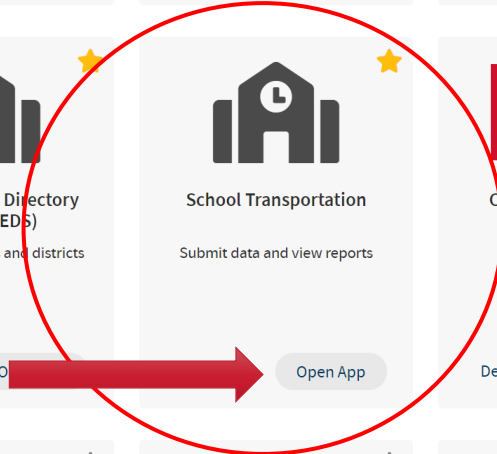 Directory
EDS)
and districts
School Transportation
Submit data and view reports
Open App